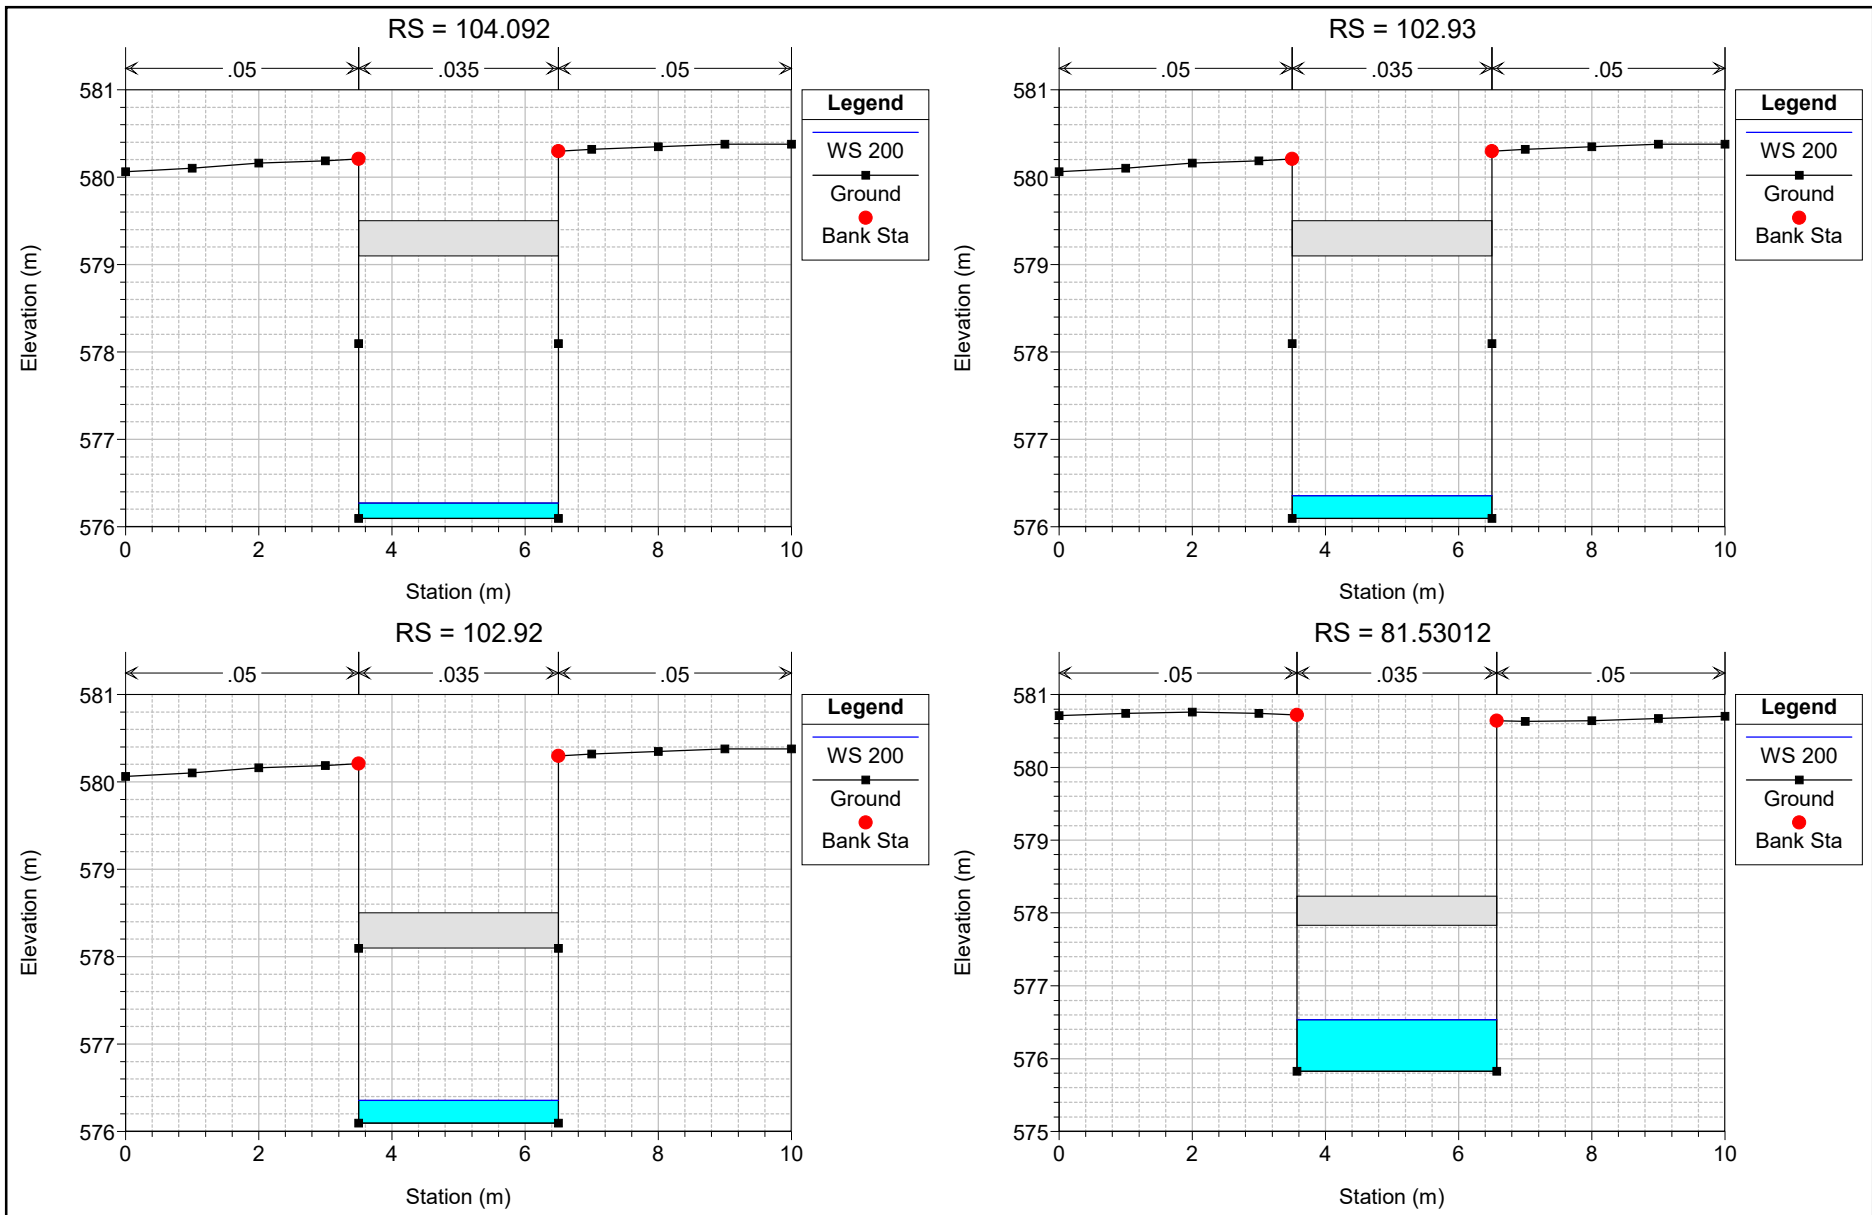 RS = 104.092
.05 .035 .05
581
580
579
578
577
576
0 2 4 6 8 10
Elevation (m)
Station (m)
Legend
WS 200
Ground
Bank Sta
RS = 102.93
.05 .035 .05
581
580
579
578
577
576
0 2 4 6 8 10
Elevation (m)
Station (m)
Legend
WS 200
Ground
Bank Sta
RS = 102.92
.05 .035 .05
581
580
579
578
577
576
0 2 4 6 8 10
Elevation (m)
Station (m)
Legend
WS 200
Ground
Bank Sta
RS = 81.53012
.05 .035 .05
581
580
579
578
577
576
575
0 2 4 6 8 10
Elevation (m)
Station (m)
Legend
WS 200
Ground
Bank Sta